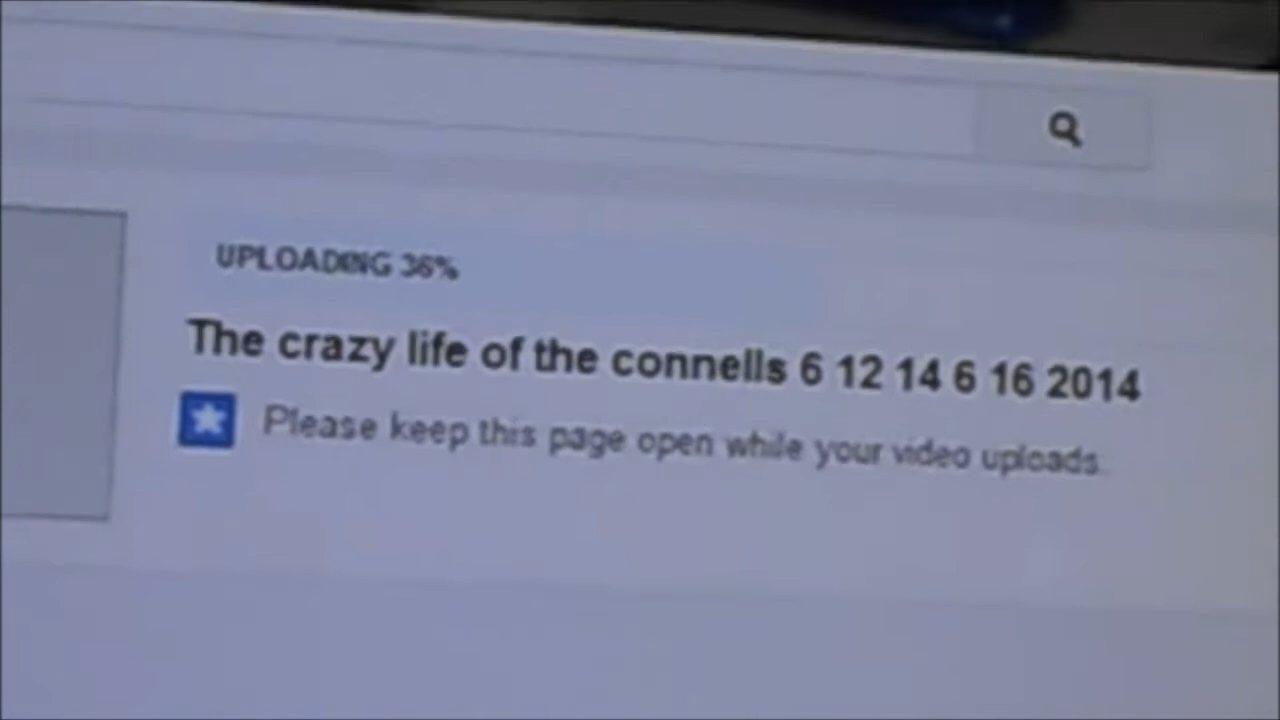 UPLOADING 36%
The crazy life of the connells 6 12 14 6 16 2014
Please keep this page open while your video uploads.